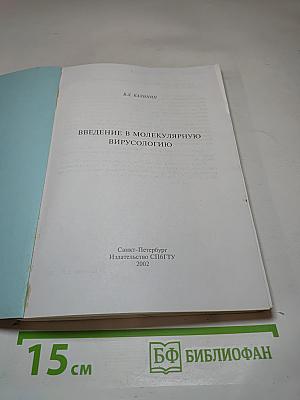 В.Л. КАЛИНИН
ВВЕДЕНИЕ В МОЛЕКУЛЯРНУЮ
ВИРУСОЛОГИЮ
Санкт-Петербург
Издательство СПбГТУ
2002
15 см
БФ БИБЛИОФАН